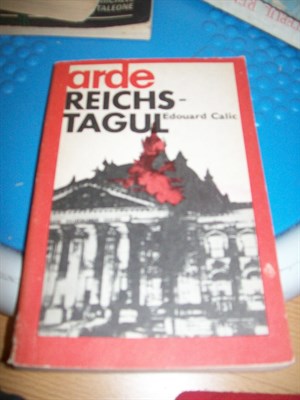 arde
REICHS-
TAGUL
Edouard Calic